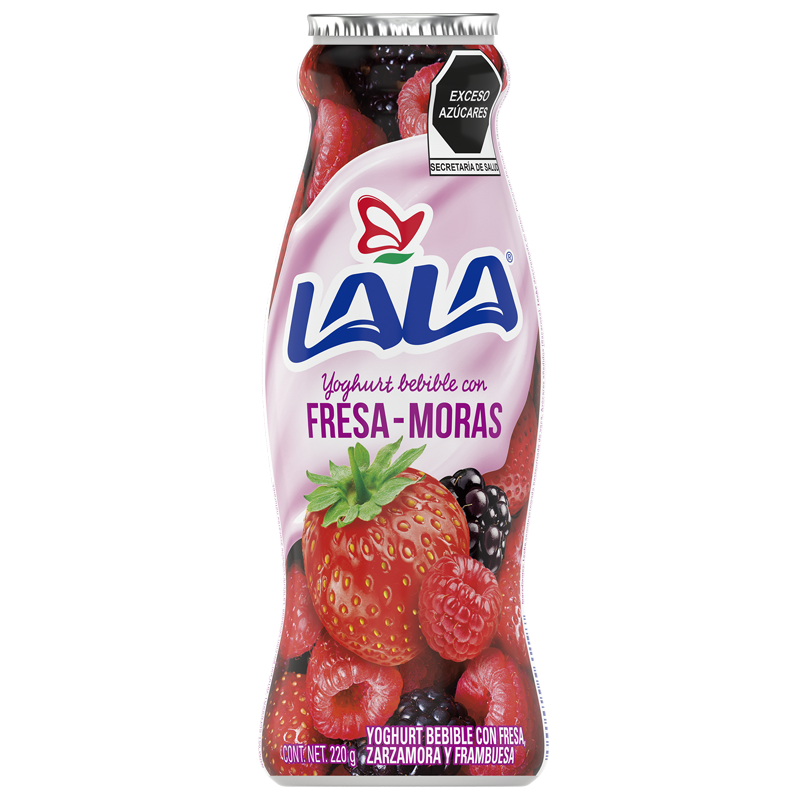 EXCESO
AZÚCARES
SECRETARÍA DE SALUD
LALA®
Yoghurt bebible con
FRESA-MORAS
CONT. NET. 220 g
YOGHURT BEBIBLE CON FRESA,
ZARZAMORA Y FRAMBUESA